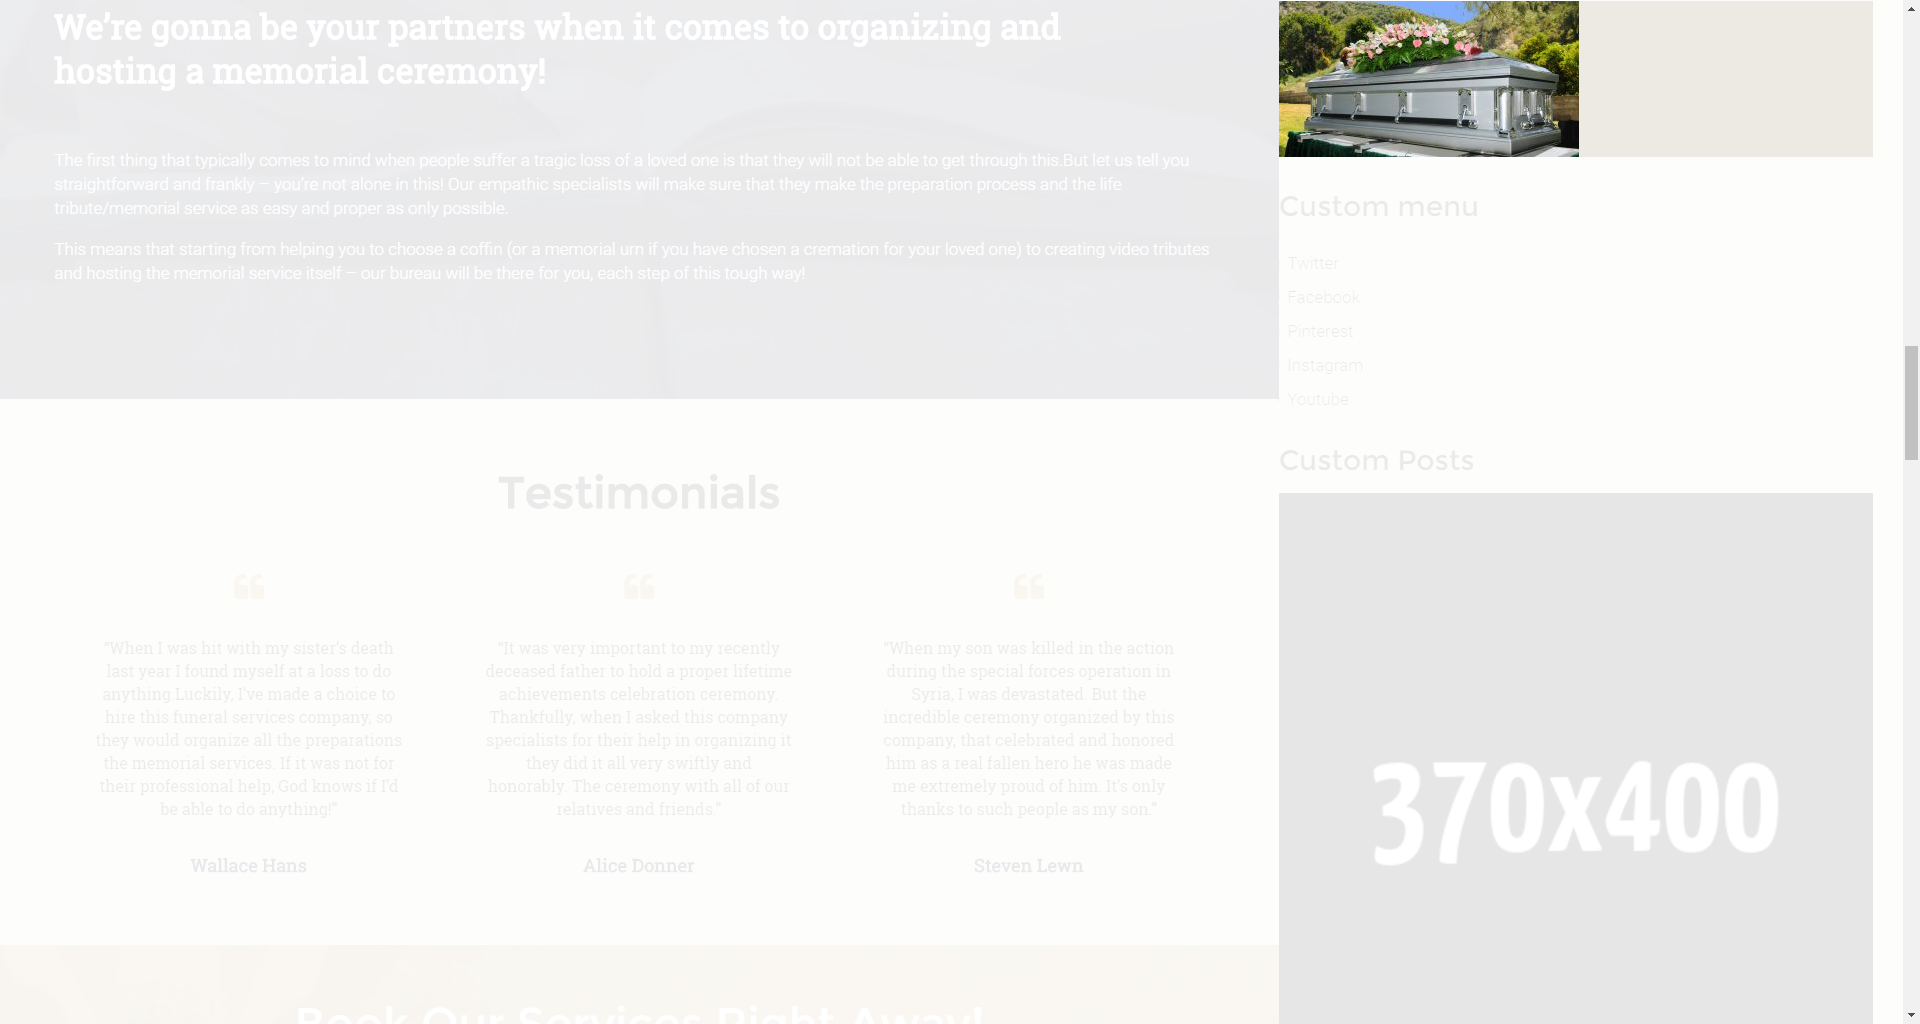 We’re gonna be your partners when it comes to organizing and
hosting a memorial ceremony!
The first thing that typically comes to mind when people suffer a tragic loss of a loved one is that they will not be able to get through this.But let us tell you
straightforward and frankly – you’re not alone in this! Our empathic specialists will make sure that they make the preparation process and the life
tribute/memorial service as easy and proper as only possible.
This means that starting from helping you to choose a coffin (or a memorial urn if you have chosen a cremation for your loved one) to creating video tributes
and hosting the memorial service itself – our bureau will be there for you, each step of this tough way!
Testimonials
“When I was hit with my sister’s death
last year I found myself at a loss to do
anything.Luckily, I’ve made a choice to
hire this funeral services company, so
they would organize all the preparations
the memorial services. If it was not for
their professional help, God knows if I’d
be able to do anything!”
Wallace Hans
“It was very important to my recently
deceased father to hold a proper lifetime
achievements celebration ceremony.
Thankfully, when I asked this company
specialists for their help in organizing it
they did it all very swiftly and
honorably. The ceremony with all of our
relatives and friends.”
Alice Donner
“When my son was killed in the action
during the special forces operation in
Syria, I was devastated. But the
incredible ceremony organized by this
company, that celebrated and honored
him as a real fallen hero he was made
me extremely proud of him. It’s only
thanks to such people as my son.”
Steven Lewn
Book Our Services Right Away!
Custom menu
Twitter
Facebook
Pinterest
Instagram
Youtube
Custom Posts
370x400